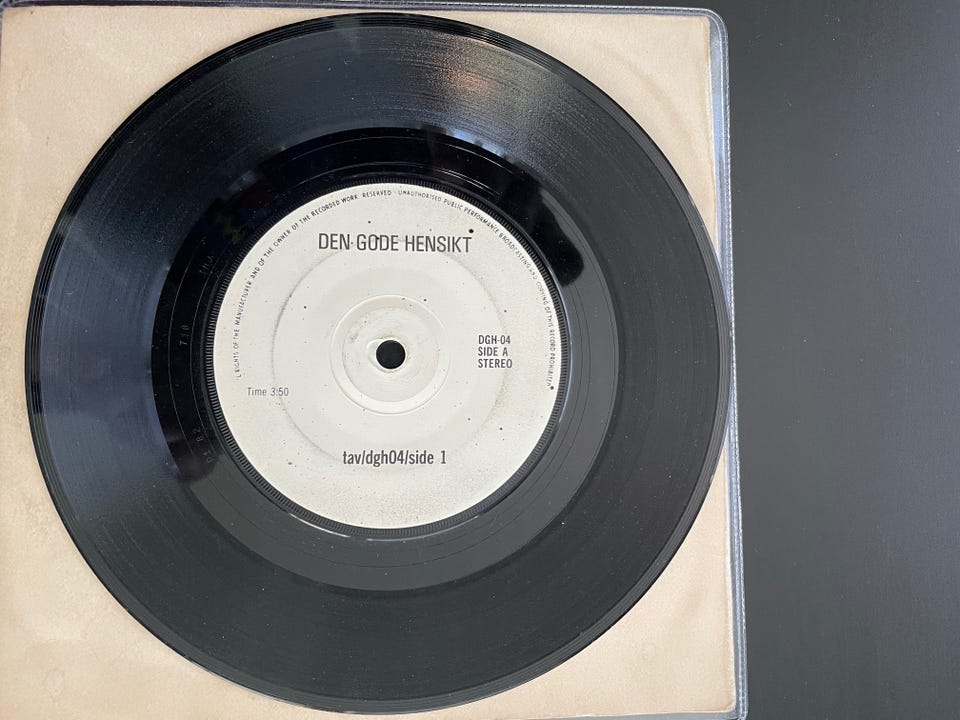 L RIGHTS OF THE MANUFACTURER AND OF THE OWNER OF THE RECORDED WORK RESERVED · UNAUTHORISED PUBLIC PERFORMANCE BROADCASTING AND COPYING OF THIS RECORD PROHIBITED
DEN GODE HENSIKT
DGH-04
SIDE A
STEREO
Time 3:50
tav/dgh04/side 1